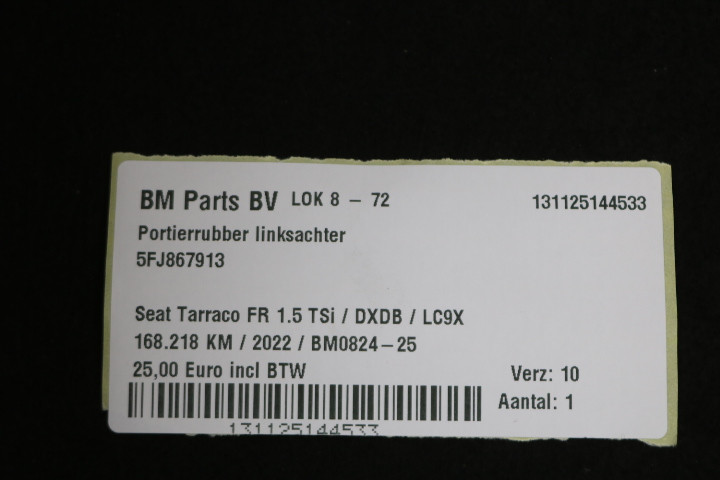 BM Parts BV LOK 8 - 72 131125144533
Portierrubber linksachter
5FJ867913
Seat Tarraco FR 1.5 TSi / DXDB / LC9X
168.218 KM / 2022 / BM0824-25
25,00 Euro incl BTW Verz: 10
Aantal: 1
131125144533